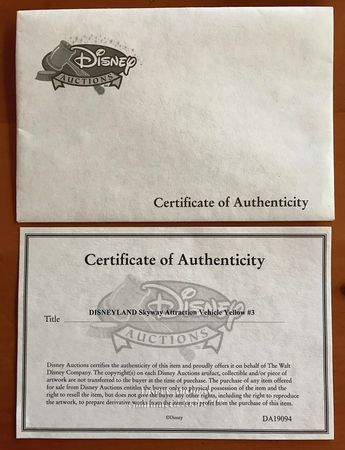 Disney
AUCTIONS
Certificate of Authenticity
Certificate of Authenticity
Disney
AUCTIONS
Title DISNEYLAND Skyway Attraction Vehicle Yellow #3
Disney Auctions certifies the authenticity of this item and proudly offers it on behalf of The Walt
Disney Company. The copyright(s) on each Disney Auctions artifact, collectible and/or piece of
artwork are not transferred to the buyer at the time of purchase. The purchase of any item offered
for sale from Disney Auctions entitles the buyer only to physical possession of the item and the
right to resell the item, but does not give the buyer any other rights, including the right to reproduce
the artwork, to prepare derivative works from the item or to profit from the purchase of this item.
©Disney
DA19094